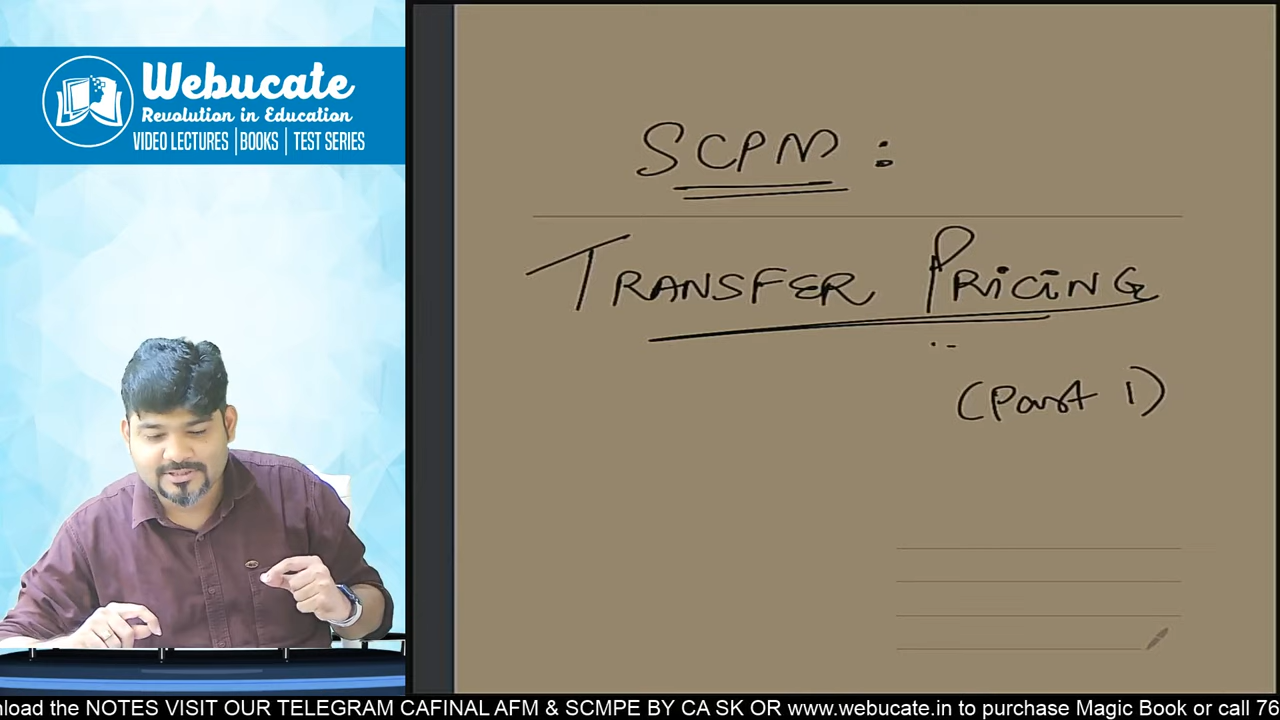 Webucate
Revolution in Education
VIDEO LECTURES | BOOKS | TEST SERIES
SCPM :
TRANSFER PRICING
(Part 1)
nload the NOTES VISIT OUR TELEGRAM CAFINAL AFM & SCMPE BY CA SK OR www.webucate.in to purchase Magic Book or call 76